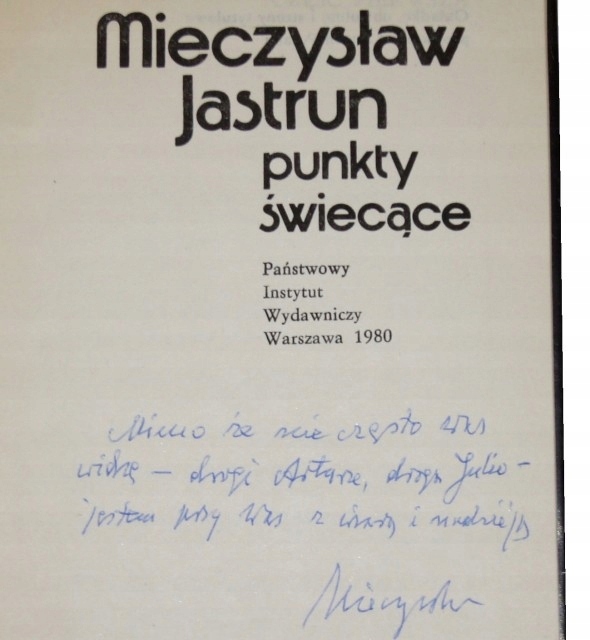 Mieczysław
Jastrun
punkty
świecące
Państwowy
Instytut
Wydawniczy
Warszawa 1980
Mimo że nie często was
widzę – drogi Arturze, droga Julio –
jestem przy was z wiarą i nadzieją
Mieczysław